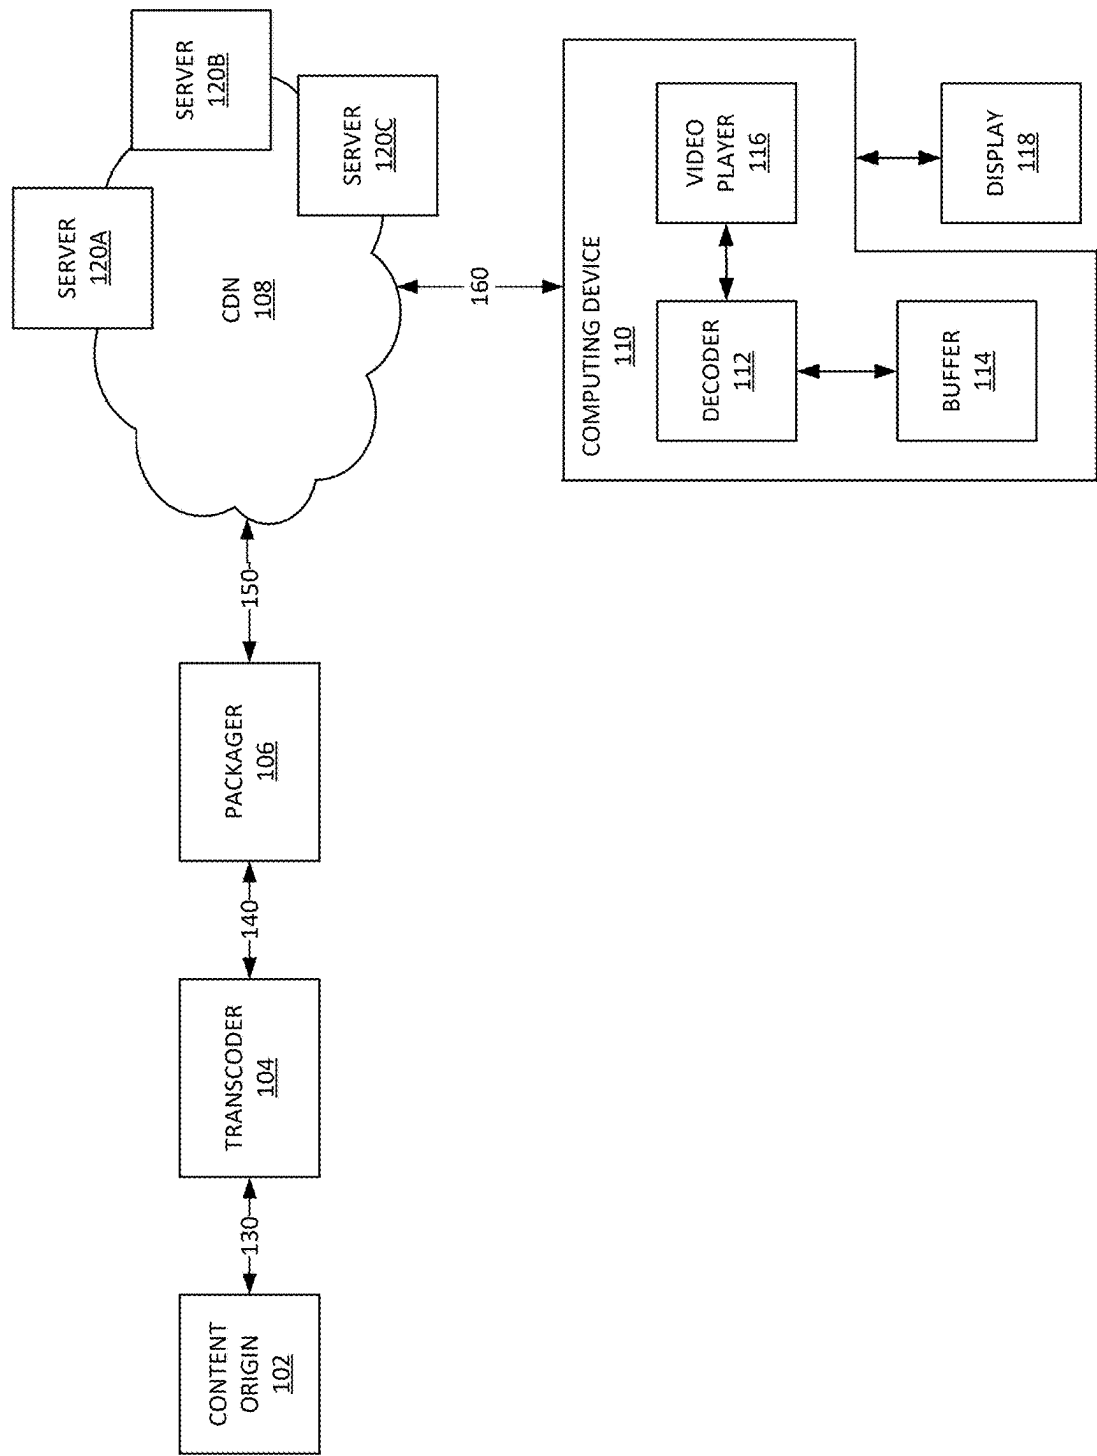 CONTENT
ORIGIN
102
130
TRANSCODER
104
140
PACKAGER
106
150
CDN
108
SERVER
120A
SERVER
120B
SERVER
120C
160
COMPUTING DEVICE
110
DECODER
112
VIDEO
PLAYER
116
BUFFER
114
DISPLAY
118